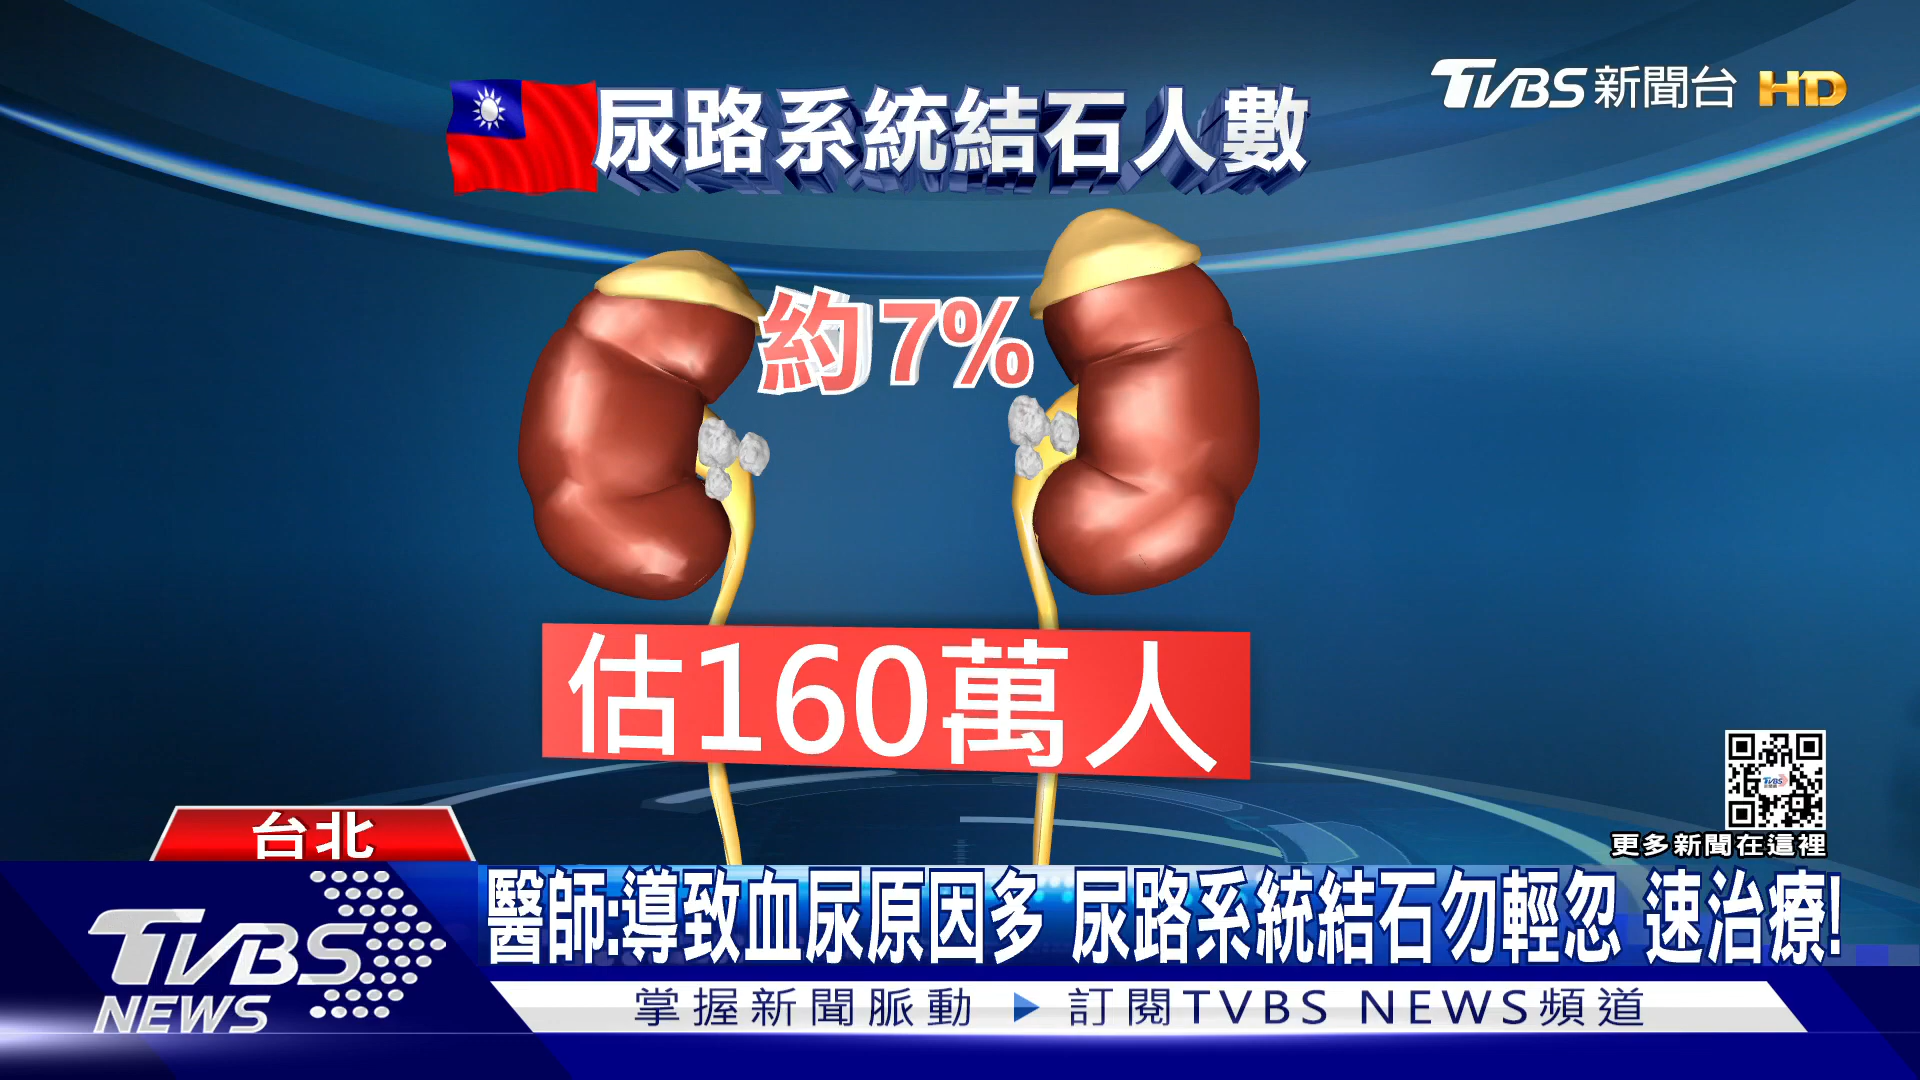 TVBS新聞台 HD
尿路系統結石人數
約7%
估160萬人
TVBS
更多新聞在這裡
台北
醫師:導致血尿原因多 尿路系統結石勿輕忽 速治療!
TVBS NEWS
掌握新聞脈動 ▶ 訂閱TVBS NEWS頻道